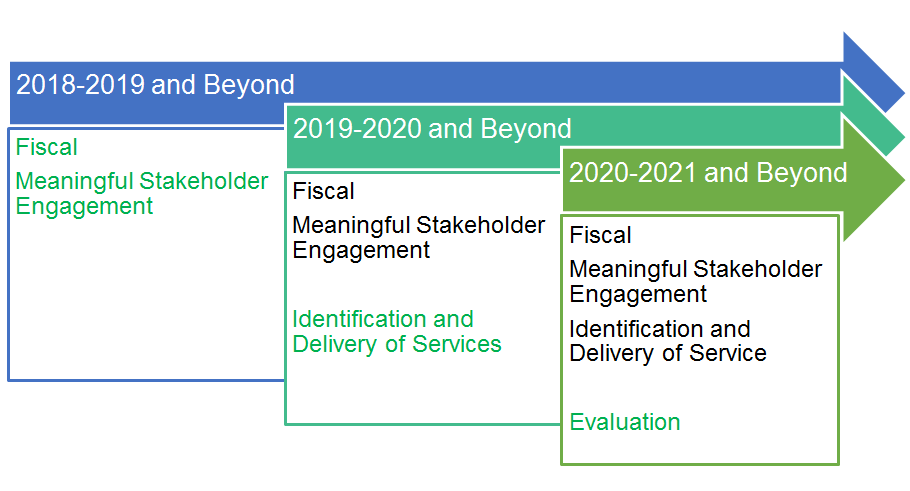 2018-2019 and Beyond
Fiscal
Meaningful Stakeholder
Engagement
2019-2020 and Beyond
Fiscal
Meaningful Stakeholder
Engagement
Identification and
Delivery of Services
2020-2021 and Beyond
Fiscal
Meaningful Stakeholder
Engagement
Identification and
Delivery of Service
Evaluation